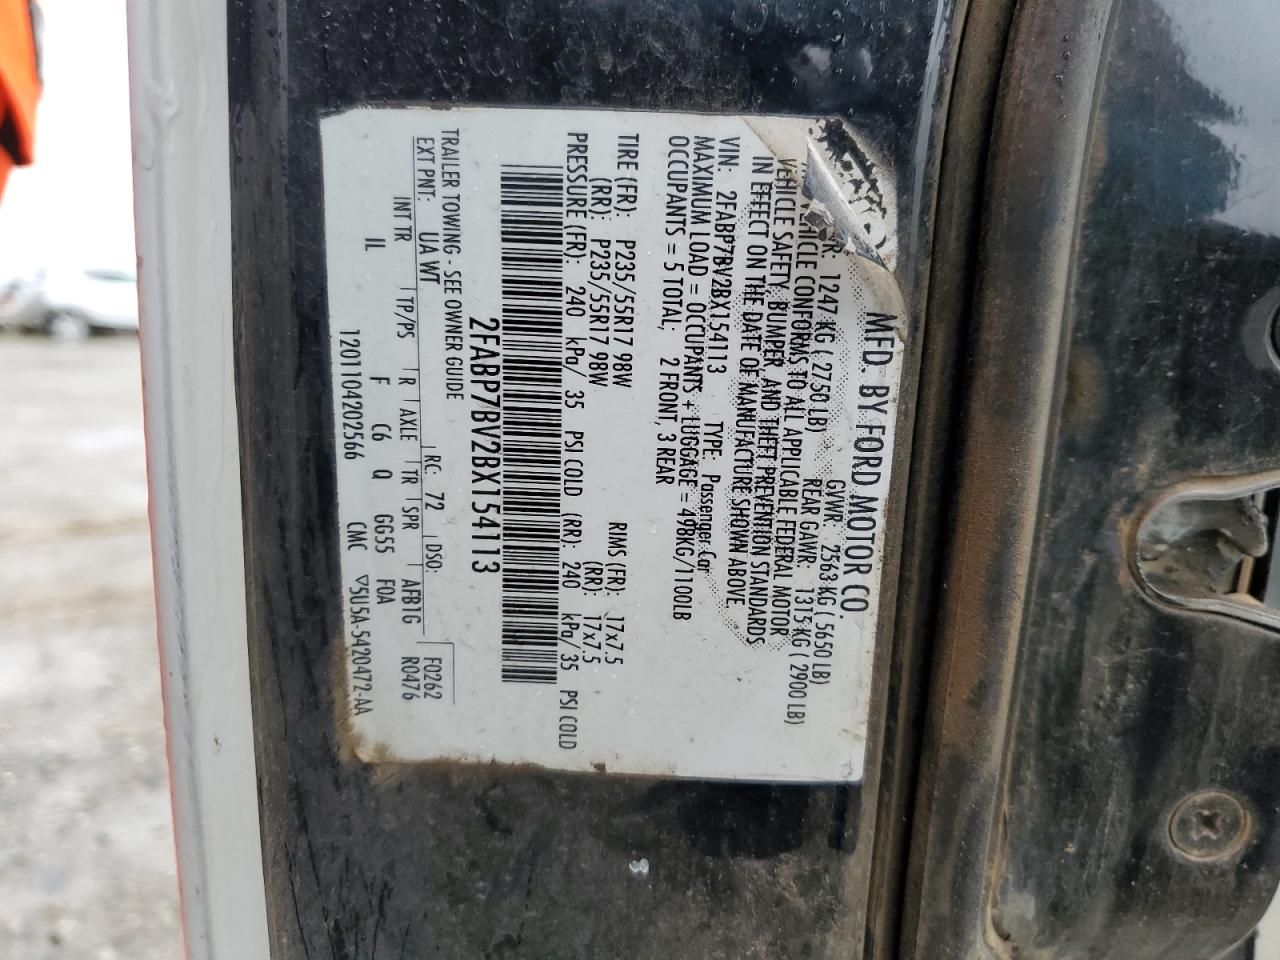 MFD. BY FORD MOTOR CO.
GVWR: 2563 KG ( 5650 LB)
1247 KG ( 2750 LB) REAR GAWR: 1315 KG ( 2900 LB)
VEHICLE CONFORMS TO ALL APPLICABLE FEDERAL MOTOR
VEHICLE SAFETY, BUMPER, AND THEFT PREVENTION STANDARDS
IN EFFECT ON THE DATE OF MANUFACTURE SHOWN ABOVE.
VIN: 2FABP7BV2BX154113 TYPE: Passenger Car
MAXIMUM LOAD = OCCUPANTS + LUGGAGE = 498KG/1100LB
OCCUPANTS = 5 TOTAL, 2 FRONT, 3 REAR
TIRE (FR): P235/55R17 98W RIMS (FR): 17x7.5
(RR): P235/55R17 98W (RR): 17x7.5
PRESSURE (FR): 240 kPa/ 35 PSI COLD (RR): 240 kPa/ 35 PSI COLD
2FABP7BV2BX154113
TRAILER TOWING - SEE OWNER GUIDE
EXT PNT: UA WT RC: 72 DSO: F0262
INT TR TP/PS R AXLE TR SPR AFB1G R0476
IL F C6 Q GG55 F0A
1201104202566 CMC ▽5U5A-5420472-AA